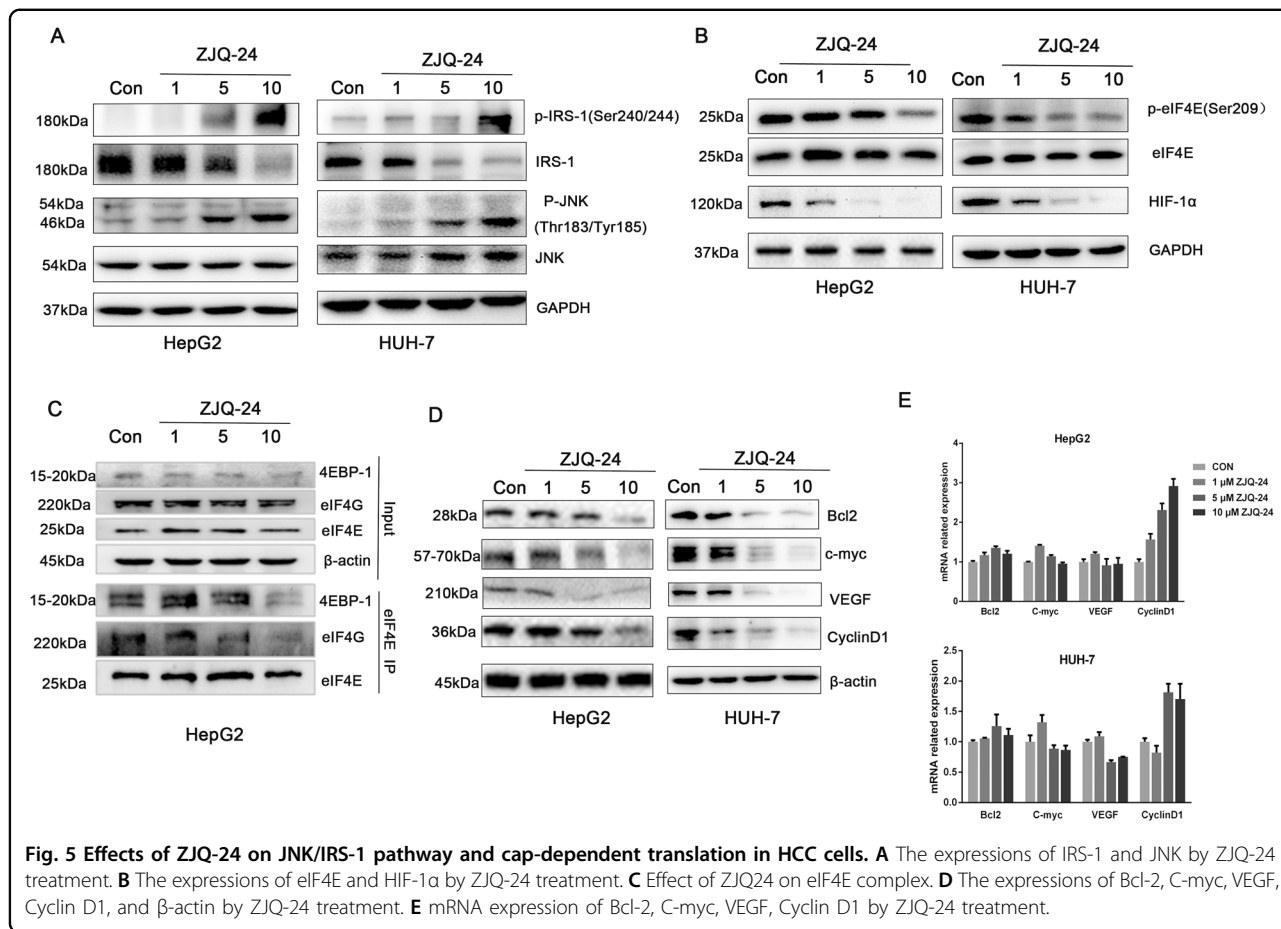 A
ZJQ-24
ZJQ-24
Con 1 5 10
Con 1 5 10
180kDa
p-IRS-1(Ser240/244)
180kDa
IRS-1
54kDa
46kDa
P-JNK
(Thr183/Tyr185)
54kDa
JNK
37kDa
GAPDH
HepG2
HUH-7
B
ZJQ-24
ZJQ-24
Con 1 5 10
Con 1 5 10
25kDa
p-eIF4E(Ser209）
25kDa
eIF4E
120kDa
HIF-1α
37kDa
GAPDH
HepG2
HUH-7
C
ZJQ-24
Con 1 5 10
15-20kDa
4EBP-1
220kDa
eIF4G
25kDa
eIF4E
45kDa
β-actin
Input
15-20kDa
4EBP-1
220kDa
eIF4G
25kDa
eIF4E
eIF4E IP
HepG2
D
ZJQ-24
ZJQ-24
Con 1 5 10
Con 1 5 10
28kDa
Bcl2
57-70kDa
c-myc
210kDa
VEGF
36kDa
CyclinD1
45kDa
β-actin
HepG2
HUH-7
E
HepG2
mRNA related expression
4
3
2
1
0
Bcl2 C-myc VEGF CyclinD1
CON
1 μM ZJQ-24
5 μM ZJQ-24
10 μM ZJQ-24
HUH-7
mRNA related expression
2.5
2.0
1.5
1.0
0.5
0.0
Bcl2 C-myc VEGF CyclinD1
Fig. 5 Effects of ZJQ-24 on JNK/IRS-1 pathway and cap-dependent translation in HCC cells. A The expressions of IRS-1 and JNK by ZJQ-24
treatment. B The expressions of eIF4E and HIF-1α by ZJQ-24 treatment. C Effect of ZJQ24 on eIF4E complex. D The expressions of Bcl-2, C-myc, VEGF,
Cyclin D1, and β-actin by ZJQ-24 treatment. E mRNA expression of Bcl-2, C-myc, VEGF, Cyclin D1 by ZJQ-24 treatment.